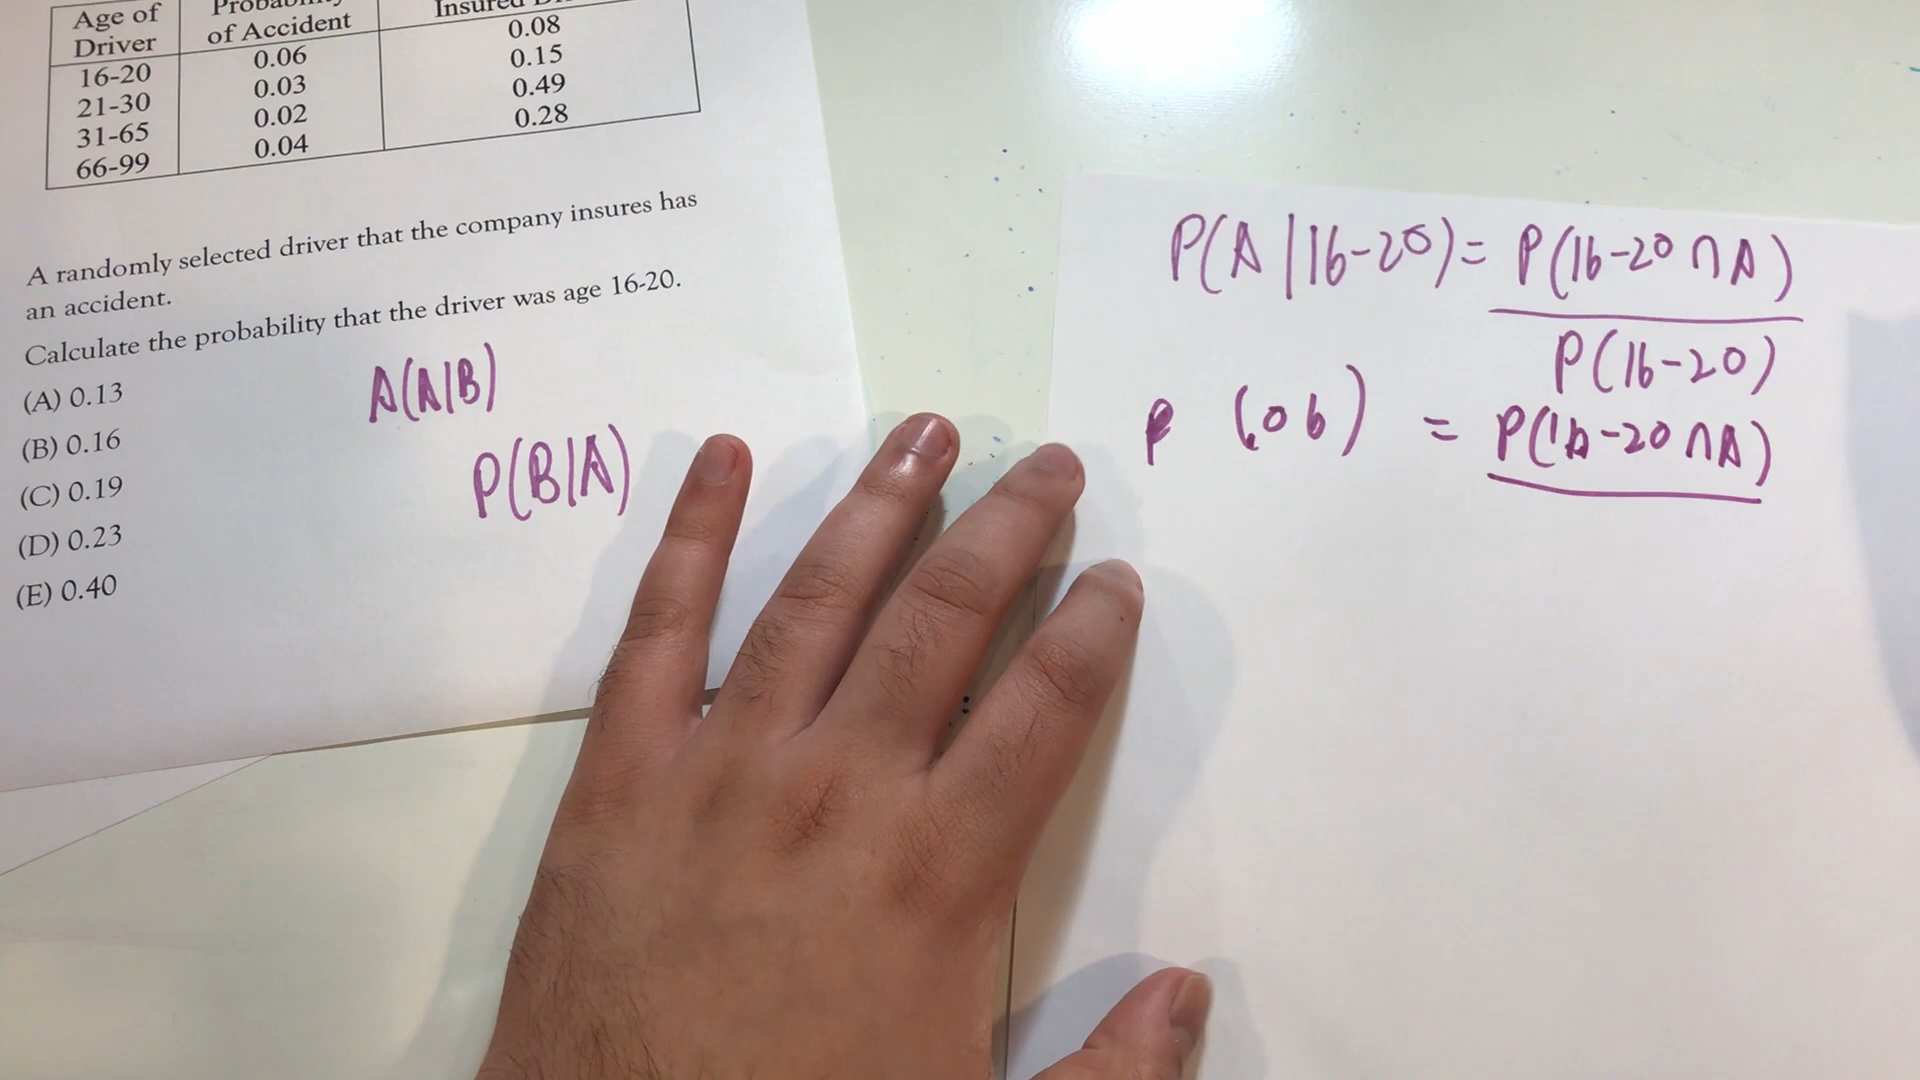 Age of
Driver
of Accident
Insured
16-20 0.06 0.08
21-30 0.03 0.15
31-65 0.02 0.49
66-99 0.04 0.28
A randomly selected driver that the company insures has
an accident.
Calculate the probability that the driver was age 16-20.
(A) 0.13
(B) 0.16
(C) 0.19
(D) 0.23
(E) 0.40
A(A|B)
P(B|A)
P(A|16-20) = P(16-20 ∩ A)
P(16-20)
P (.06) = P(16-20 ∩ A)